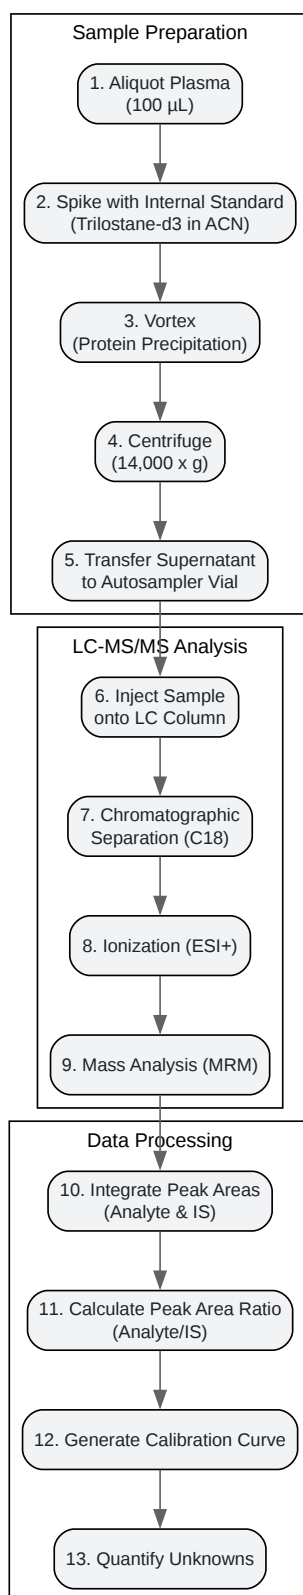 Sample Preparation
1. Aliquot Plasma
(100 µL)
2. Spike with Internal Standard
(Trilostane-d3 in ACN)
3. Vortex
(Protein Precipitation)
4. Centrifuge
(14,000 x g)
5. Transfer Supernatant
to Autosampler Vial
LC-MS/MS Analysis
6. Inject Sample
onto LC Column
7. Chromatographic
Separation (C18)
8. Ionization (ESI+)
9. Mass Analysis (MRM)
Data Processing
10. Integrate Peak Areas
(Analyte & IS)
11. Calculate Peak Area Ratio
(Analyte/IS)
12. Generate Calibration Curve
13. Quantify Unknowns